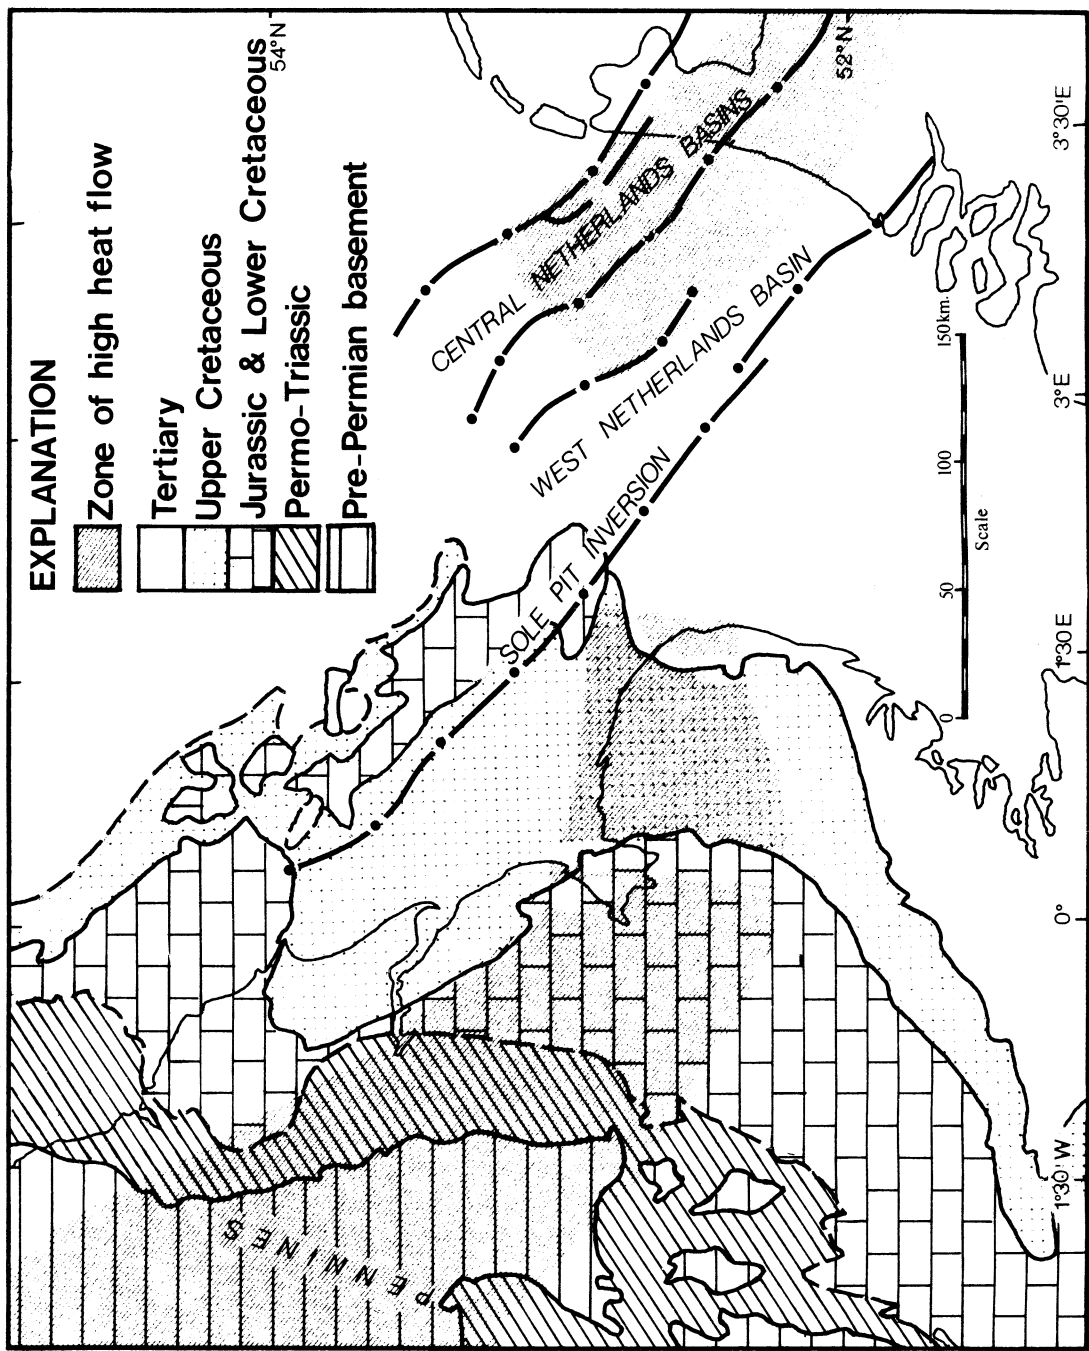 EXPLANATION
Zone of high heat flow
Tertiary
Upper Cretaceous
Jurassic & Lower Cretaceous
Permo-Triassic
Pre-Permian basement
54°N
52°N
CENTRAL NETHERLANDS BASINS
WEST NETHERLANDS BASIN
SOLE PIT INVERSION
PENNINES
0 50 100 150km.
Scale
1°30' W
0°
1°30 E
3°E
3°30'E